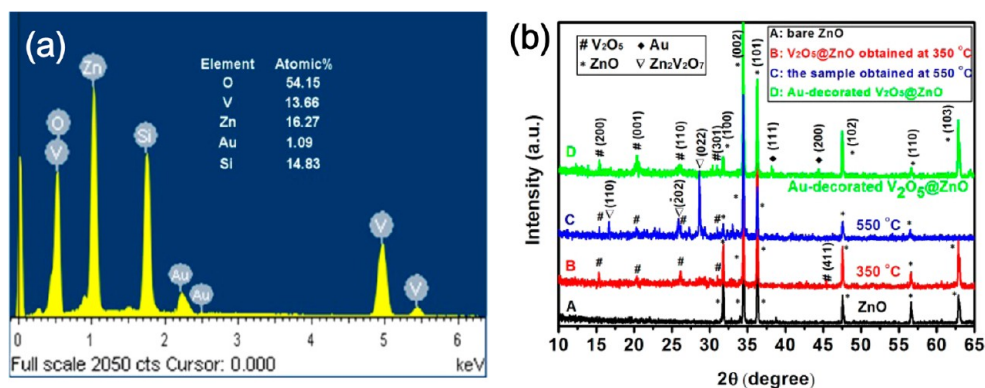 (a)
Element Atomic%
O 54.15
V 13.66
Zn 16.27
Au 1.09
Si 14.83
Zn
O
V
Si
Au
Au
V
V
0 1 2 3 4 5 6
Full scale 2050 cts Cursor: 0.000 keV
(b)
# V₂O₅ ◆ Au
* ZnO ▽ Zn₂V₂O₇
A: bare ZnO
B: V₂O₅@ZnO obtained at 350 °C
C: the sample obtained at 550 °C
D: Au-decorated V₂O₅@ZnO
Intensity (a.u.)
D
# (200)
# (001)
# (110)
▽ (022)
# (301)
* (100)
* (002)
* (101)
◆ (111)
◆ (200)
* (102)
* (110)
* (103)
Au-decorated V₂O₅@ZnO
C
#
▽ (110)
#
▽ (202)
#
#
*
*
*
*
*
550 °C
B
#
#
#
#
*
*
# (411)
*
*
*
350 °C
A
*
*
*
*
*
*
ZnO
10 15 20 25 30 35 40 45 50 55 60 65
2θ (degree)